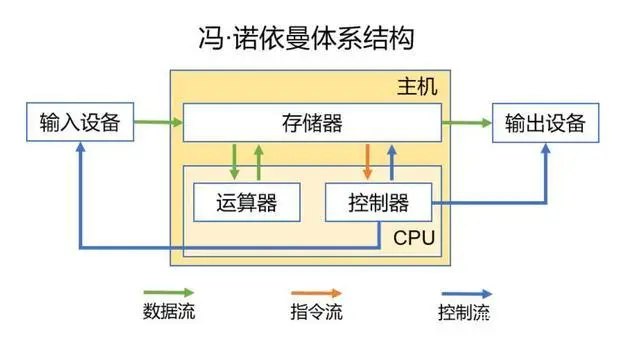 冯·诺依曼体系结构
主机
输入设备
存储器
输出设备
运算器
控制器
CPU
数据流
指令流
控制流